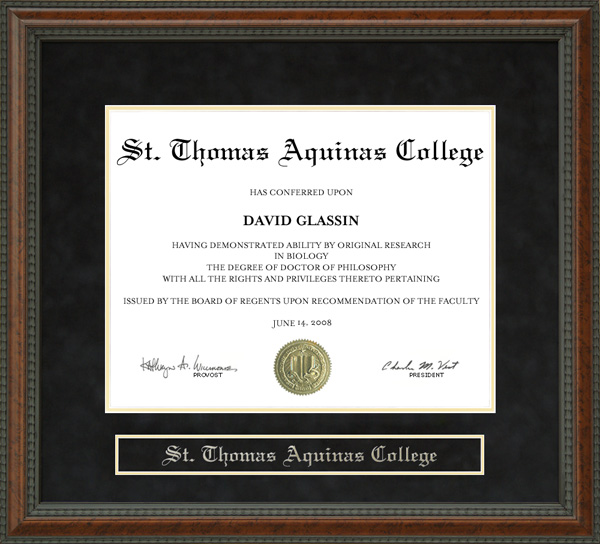 St. Thomas Aquinas College
HAS CONFERRED UPON
DAVID GLASSIN
HAVING DEMONSTRATED ABILITY BY ORIGINAL RESEARCH
IN BIOLOGY
THE DEGREE OF DOCTOR OF PHILOSOPHY
WITH ALL THE RIGHTS AND PRIVILEGES THERETO PERTAINING
ISSUED BY THE BOARD OF REGENTS UPON RECOMMENDATION OF THE FACULTY
JUNE 14, 2008
PROVOST
Charles M. Vest
PRESIDENT
St. Thomas Aquinas College